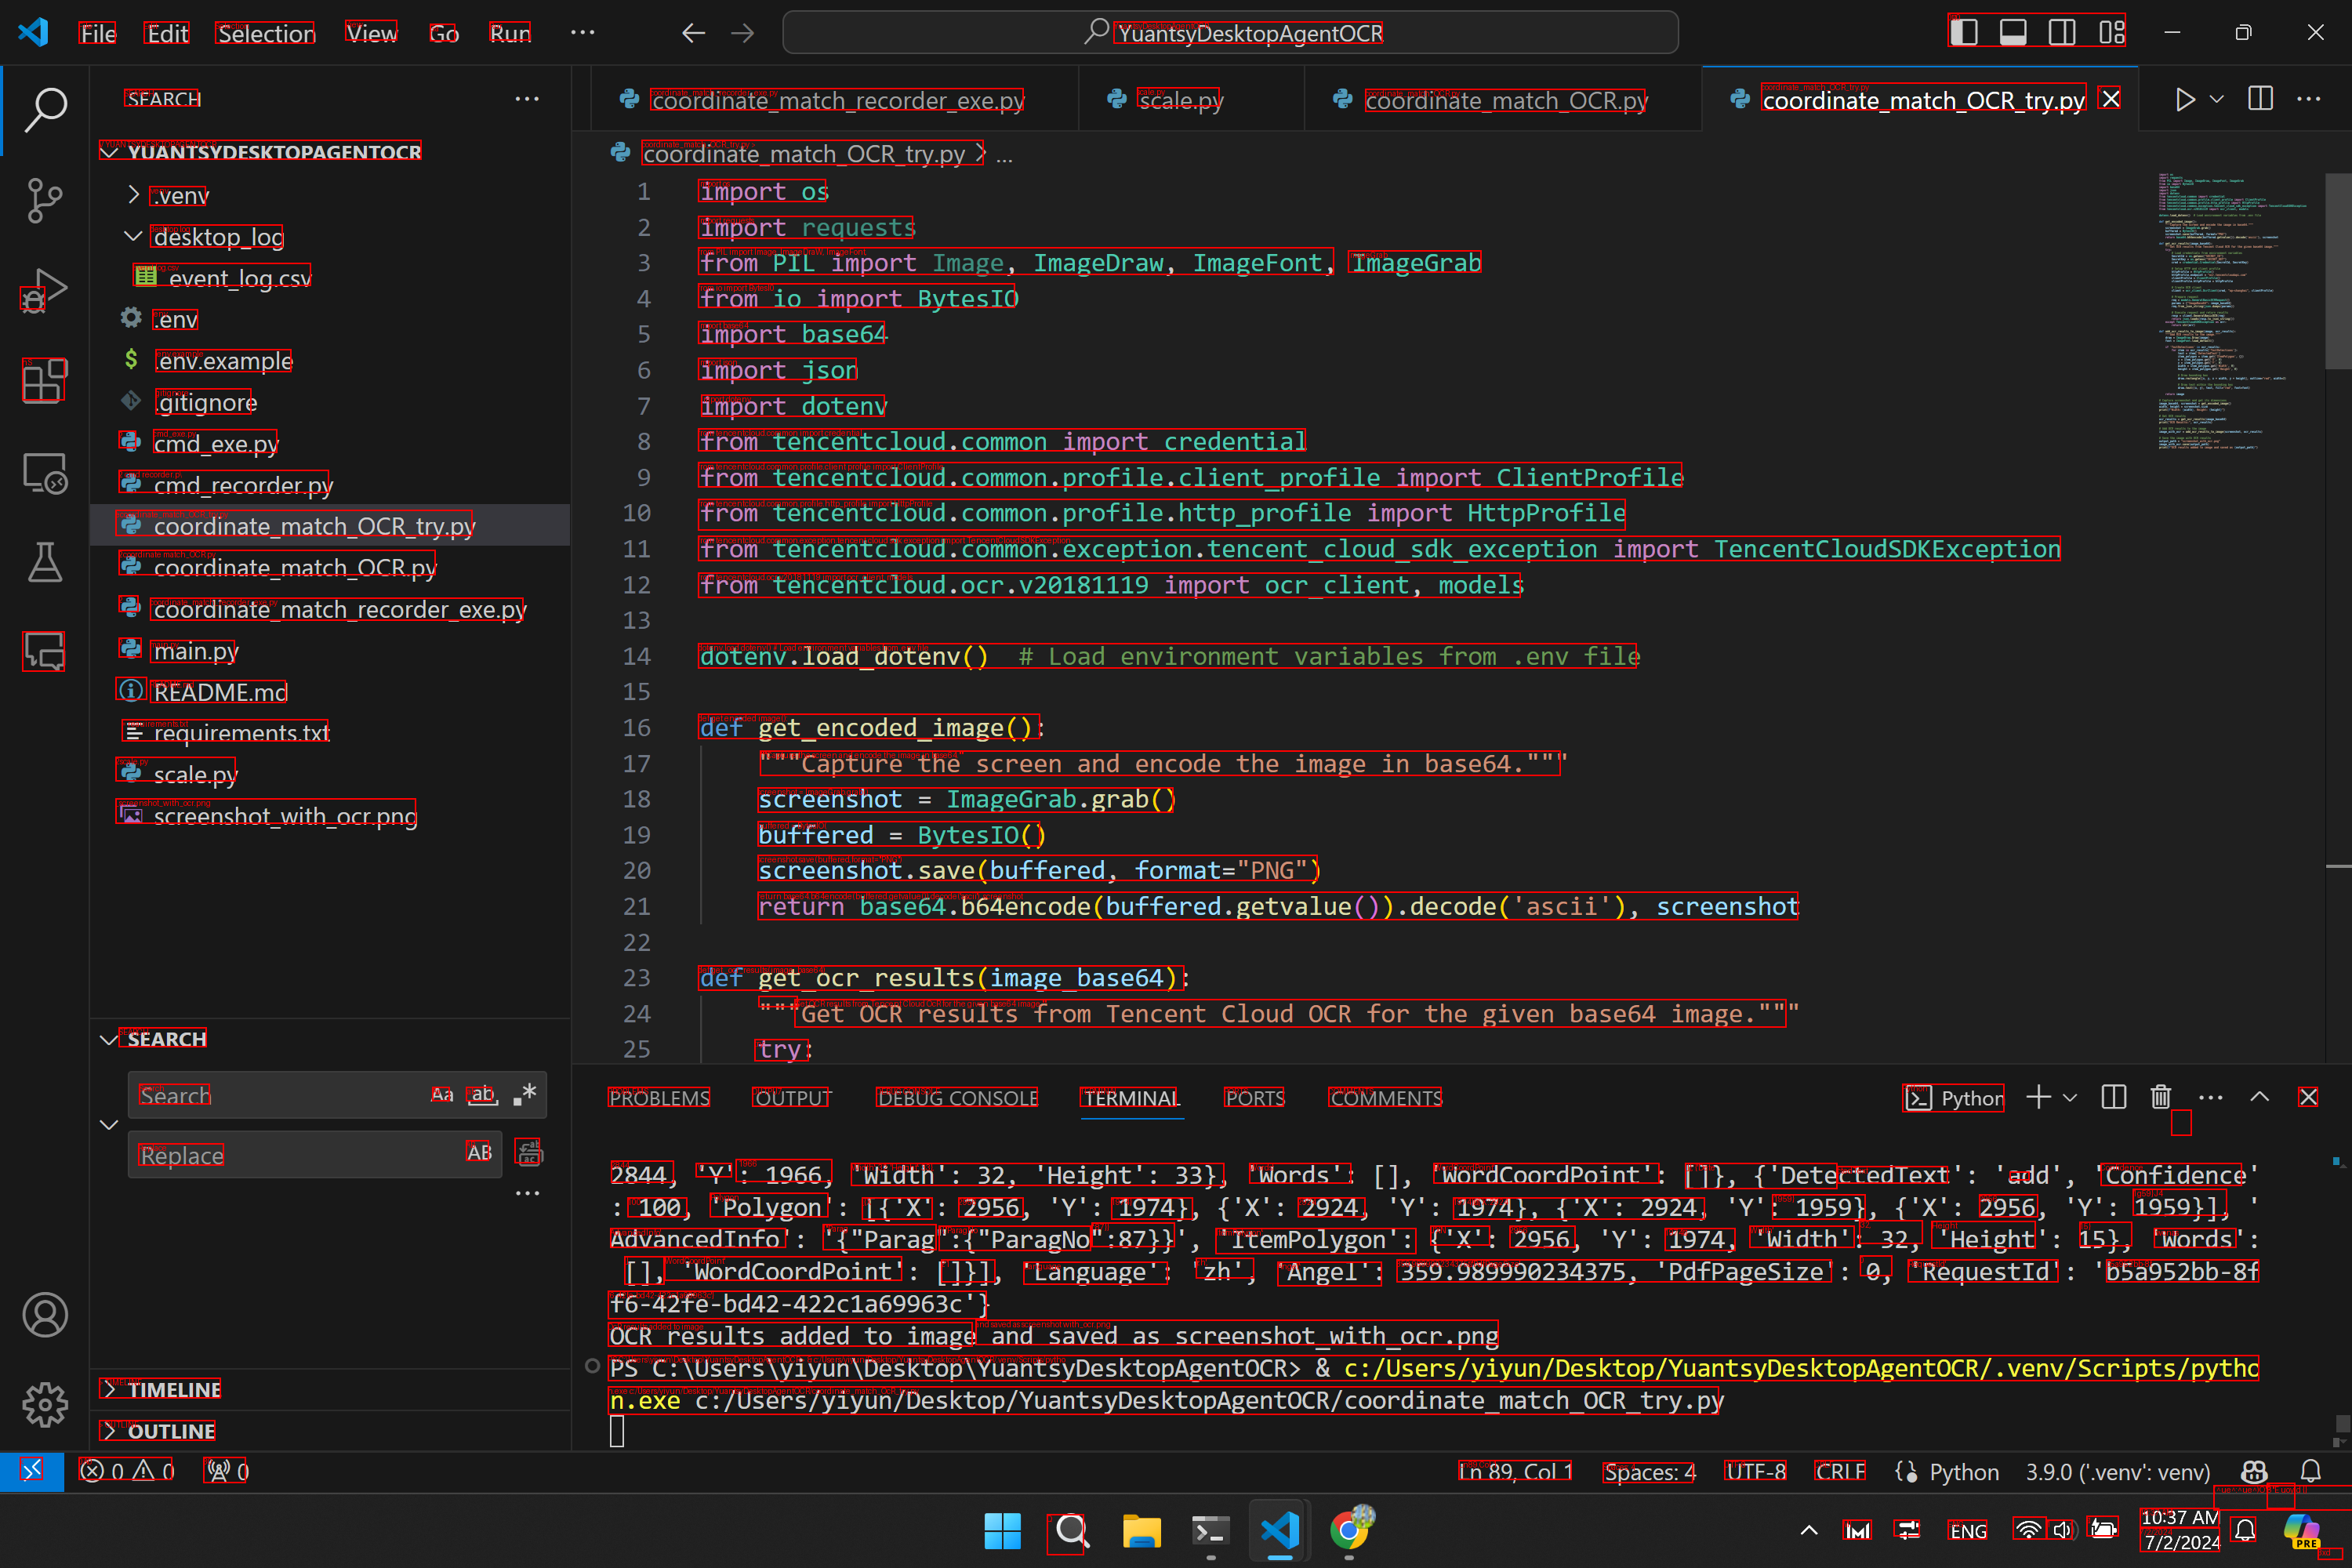 File Edit Selection View Go Run ··· YuantsyDesktopAgentOCR
SEARCH
YUANTSYDESKTOPAGENTOCR
.venv
desktop_log
event_log.csv
.env
.env.example
.gitignore
cmd_exe.py
cmd_recorder.py
coordinate_match_OCR_try.py
coordinate_match_OCR.py
coordinate_match_recorder_exe.py
main.py
README.md
requirements.txt
scale.py
screenshot_with_ocr.png
SEARCH
Search Aa ab .*
Replace AB
TIMELINE
OUTLINE
coordinate_match_recorder_exe.py scale.py coordinate_match_OCR.py coordinate_match_OCR_try.py
coordinate_match_OCR_try.py > ...
1 import os
2 import requests
3 from PIL import Image, ImageDraw, ImageFont, ImageGrab
4 from io import BytesIO
5 import base64
6 import json
7 import dotenv
8 from tencentcloud.common import credential
9 from tencentcloud.common.profile.client_profile import ClientProfile
10 from tencentcloud.common.profile.http_profile import HttpProfile
11 from tencentcloud.common.exception.tencent_cloud_sdk_exception import TencentCloudSDKException
12 from tencentcloud.ocr.v20181119 import ocr_client, models
13
14 dotenv.load_dotenv()  # Load environment variables from .env file
15
16 def get_encoded_image():
17 """Capture the screen and encode the image in base64."""
18 screenshot = ImageGrab.grab()
19 buffered = BytesIO()
20 screenshot.save(buffered, format="PNG")
21 return base64.b64encode(buffered.getvalue()).decode('ascii'), screenshot
22
23 def get_ocr_results(image_base64):
24 """Get OCR results from Tencent Cloud OCR for the given base64 image."""
25 try:
PROBLEMS OUTPUT DEBUG CONSOLE TERMINAL PORTS COMMENTS Python
2844, 'Y': 1966, 'Width': 32, 'Height': 33}, 'Words': [], 'WordCoordPoint': []}, {'DetectedText': 'add', 'Confidence'
: 100, 'Polygon': [{'X': 2956, 'Y': 1974}, {'X': 2924, 'Y': 1974}, {'X': 2924, 'Y': 1959}, {'X': 2956, 'Y': 1959}], '
AdvancedInfo': '{"Parag":{"ParagNo":87}}', 'ItemPolygon': {'X': 2956, 'Y': 1974, 'Width': 32, 'Height': 15}, 'Words':
[], 'WordCoordPoint': []}], 'Language': 'zh', 'Angel': 359.989990234375, 'PdfPageSize': 0, 'RequestId': 'b5a952bb-8f
f6-42fe-bd42-422c1a69963c'}
OCR results added to image and saved as screenshot_with_ocr.png
PS C:\Users\yiyun\Desktop\YuantsyDesktopAgentOCR> & c:/Users/yiyun/Desktop/YuantsyDesktopAgentOCR/.venv/Scripts/pytho
n.exe c:/Users/yiyun/Desktop/YuantsyDesktopAgentOCR/coordinate_match_OCR_try.py
0 0 0 Ln 89, Col 1 Spaces: 4 UTF-8 CRLF Python 3.9.0 ('.venv': venv)
ENG 10:37 AM
7/2/2024 PRE